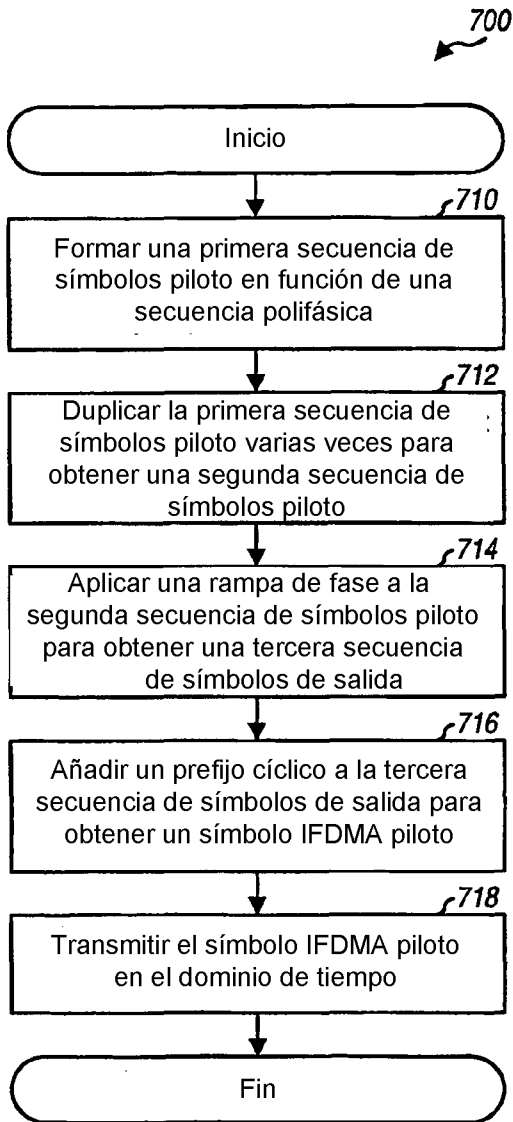 700
Inicio
710
Formar una primera secuencia de
símbolos piloto en función de una
secuencia polifásica
712
Duplicar la primera secuencia de
símbolos piloto varias veces para
obtener una segunda secuencia de
símbolos piloto
714
Aplicar una rampa de fase a la
segunda secuencia de símbolos piloto
para obtener una tercera secuencia
de símbolos de salida
716
Añadir un prefijo cíclico a la tercera
secuencia de símbolos de salida para
obtener un símbolo IFDMA piloto
718
Transmitir el símbolo IFDMA piloto
en el dominio de tiempo
Fin